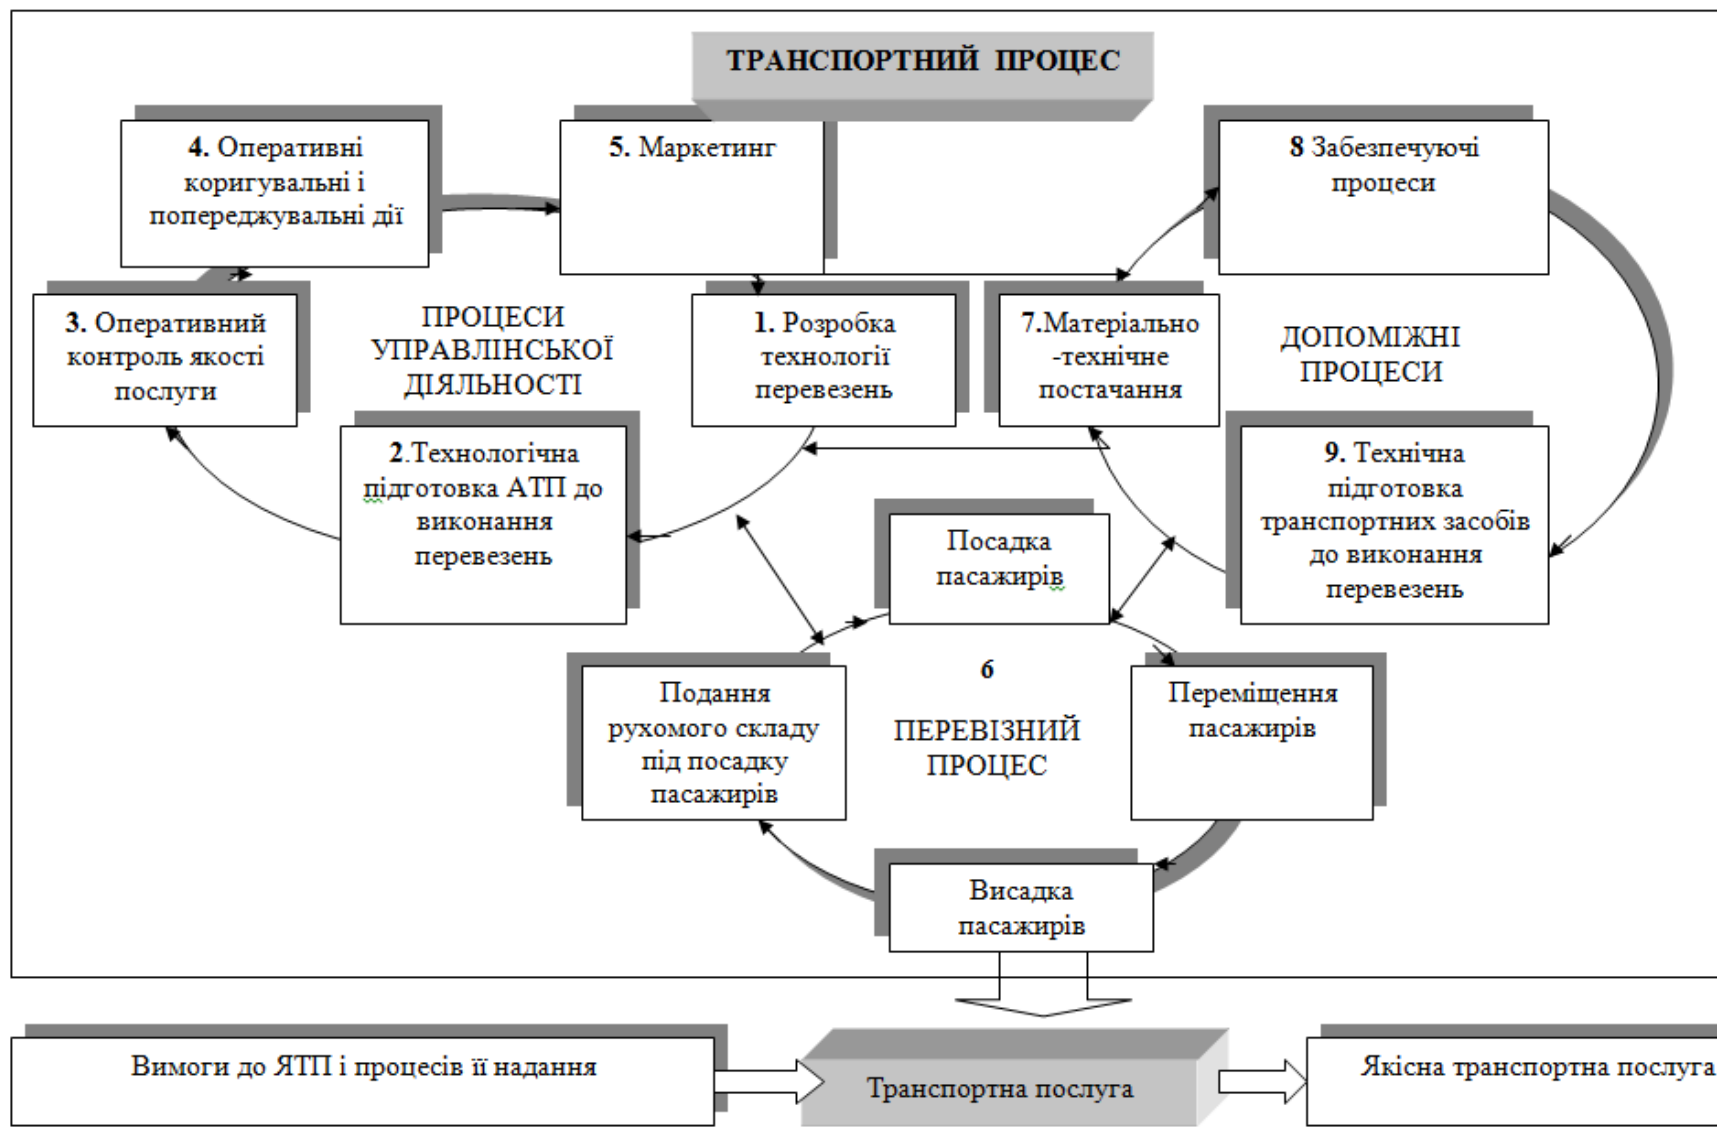 ТРАНСПОРТНИЙ ПРОЦЕС
4. Оперативні
коригувальні і
попереджувальні дії
5. Маркетинг
8 Забезпечуючі
процеси
3. Оперативний
контроль якості
послуги
ПРОЦЕСИ
УПРАВЛІНСЬКОЇ
ДІЯЛЬНОСТІ
1. Розробка
технології
перевезень
7.Матеріально
-технічне
постачання
ДОПОМІЖНІ
ПРОЦЕСИ
2.Технологічна
підготовка АТП до
виконання
перевезень
9. Технічна
підготовка
транспортних засобів
до виконання
перевезень
Посадка
пасажирів
Подання
рухомого складу
під посадку
пасажирів
6
ПЕРЕВІЗНИЙ
ПРОЦЕС
Переміщення
пасажирів
Висадка
пасажирів
Вимоги до ЯТП і процесів її надання
Транспортна послуга
Якісна транспортна послуга